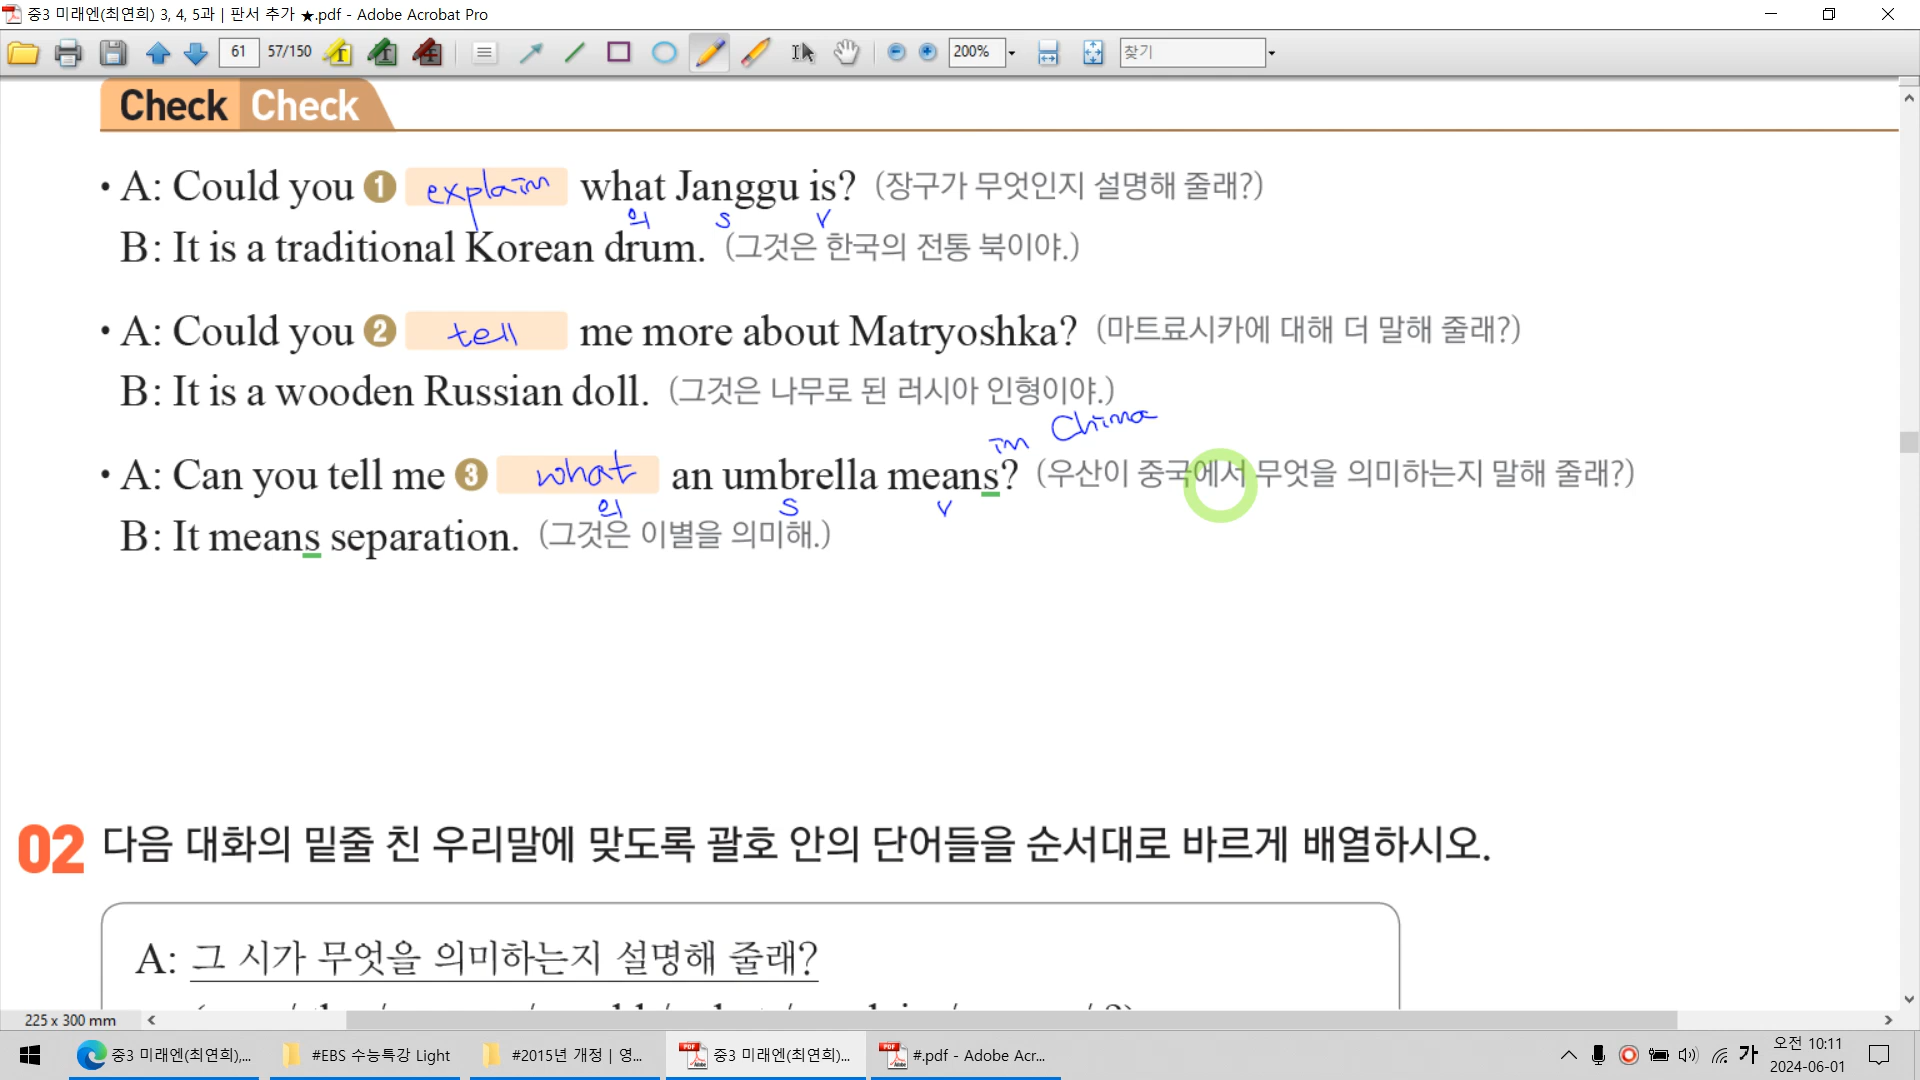 중3 미래엔(최연희) 3, 4, 5과 | 판서 추가 ★.pdf - Adobe Acrobat Pro
61 57/150 200% 찾기
Check Check
• A: Could you ① explain what Janggu is? (장구가 무엇인지 설명해 줄래?)
의 S V
B: It is a traditional Korean drum. (그것은 한국의 전통 북이야.)
• A: Could you ② tell me more about Matryoshka? (마트료시카에 대해 더 말해 줄래?)
B: It is a wooden Russian doll. (그것은 나무로 된 러시아 인형이야.)
in China
• A: Can you tell me ③ what an umbrella means? (우산이 중국에서 무엇을 의미하는지 말해 줄래?)
의 S V
B: It means separation. (그것은 이별을 의미해.)
02 다음 대화의 밑줄 친 우리말에 맞도록 괄호 안의 단어들을 순서대로 바르게 배열하시오.
A: 그 시가 무엇을 의미하는지 설명해 줄래?
225 x 300 mm
중3 미래엔(최연희),... #EBS 수능특강 Light #2015년 개정 | 영... 중3 미래엔(최연희)... #.pdf - Adobe Acr... 가 오전 10:11
2024-06-01